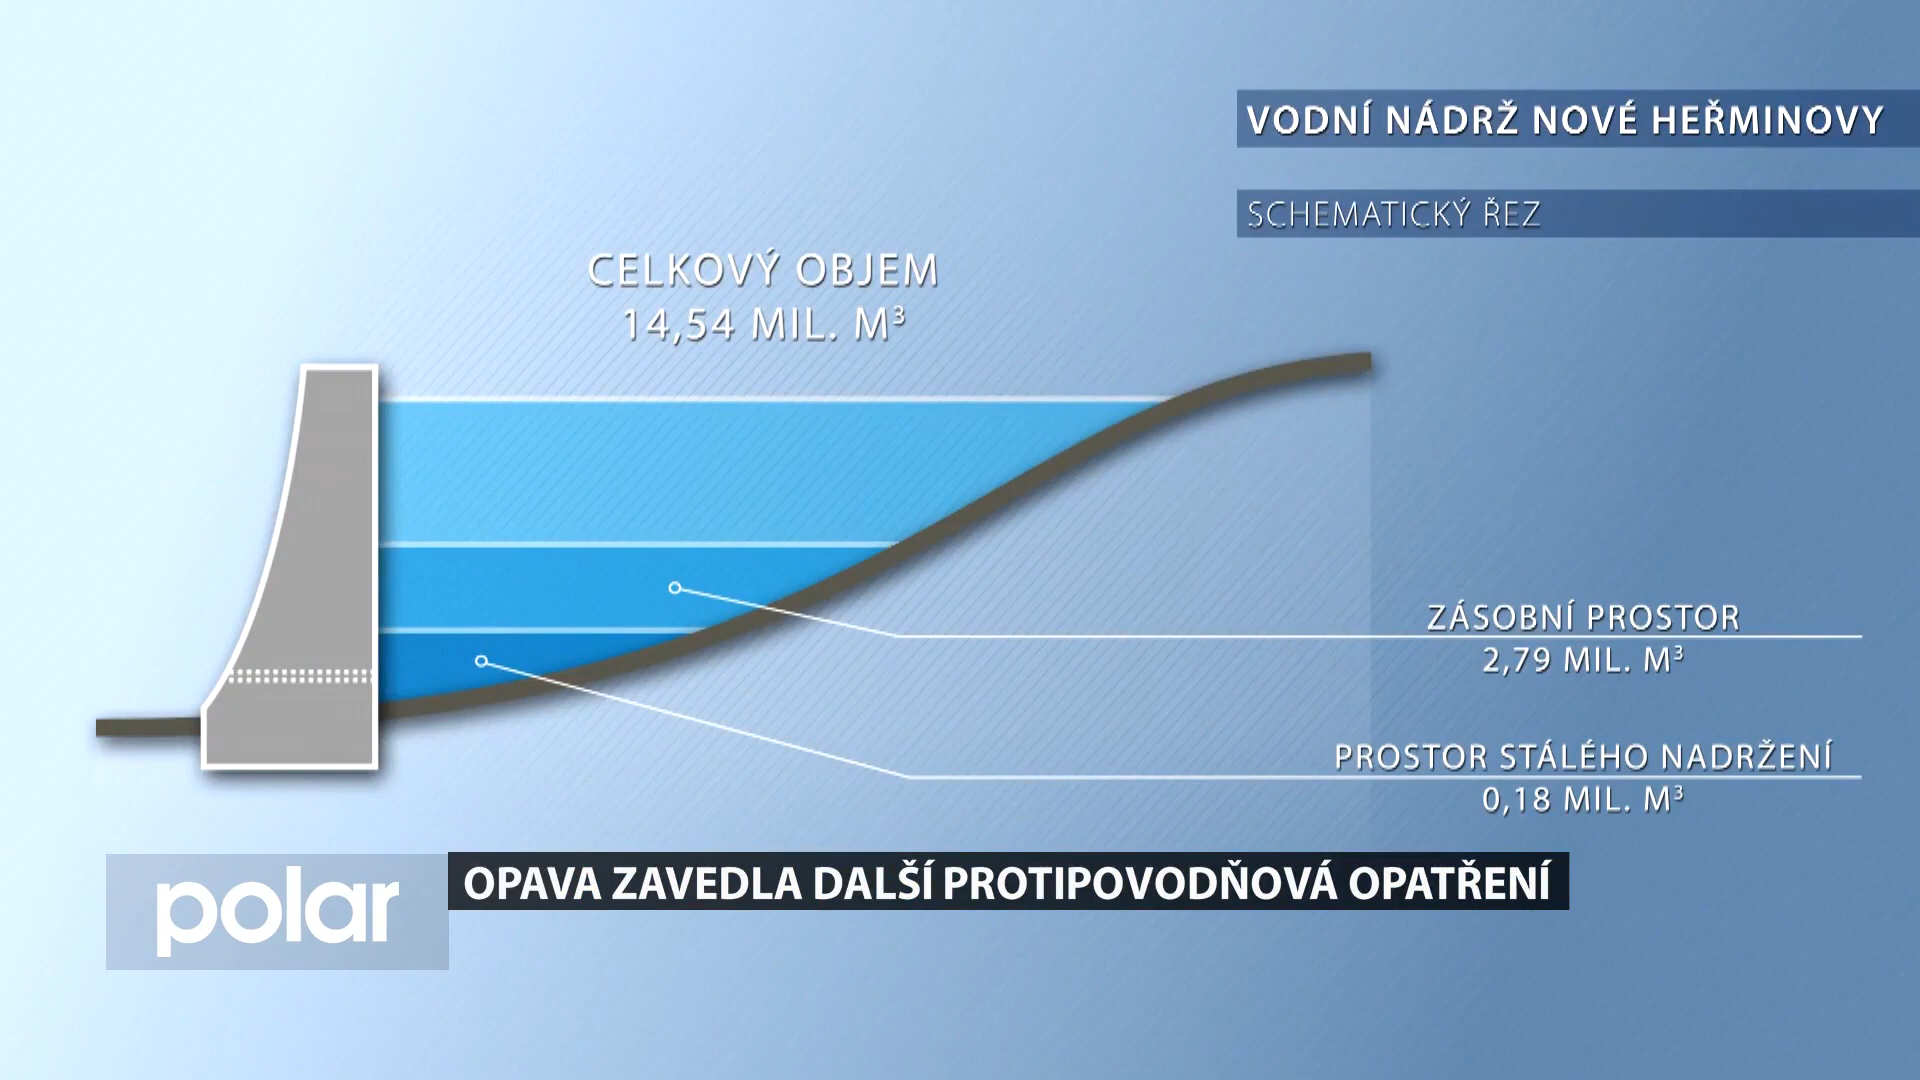 VODNÍ NÁDRŽ NOVÉ HEŘMINOVY
SCHEMATICKÝ ŘEZ
CELKOVÝ OBJEM
14,54 MIL. M³
ZÁSOBNÍ PROSTOR
2,79 MIL. M³
PROSTOR STÁLÉHO NADRŽENÍ
0,18 MIL. M³
polar
OPAVA ZAVEDLA DALŠÍ PROTIPOVODŇOVÁ OPATŘENÍ